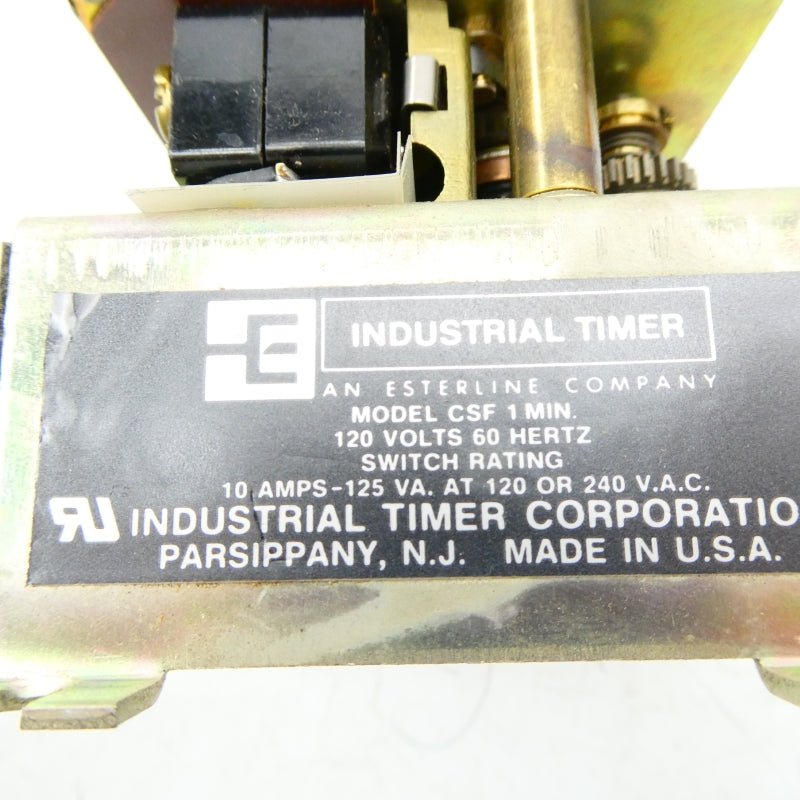 INDUSTRIAL TIMER
AN ESTERLINE COMPANY
MODEL CSF 1 MIN.
120 VOLTS 60 HERTZ
SWITCH RATING
10 AMPS-125 VA. AT 120 OR 240 V.A.C.
INDUSTRIAL TIMER CORPORATIO
PARSIPPANY, N.J. MADE IN U.S.A.